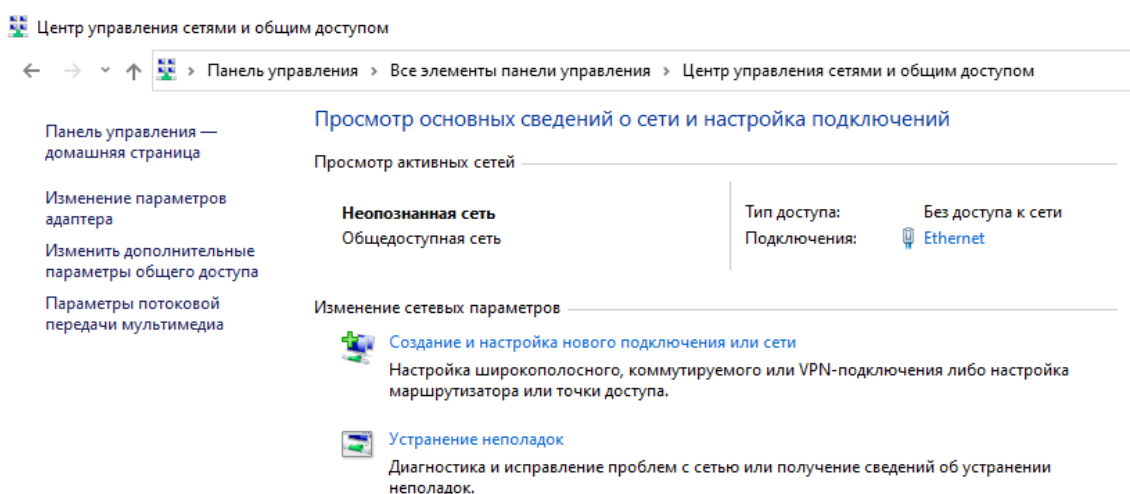 Центр управления сетями и общим доступом
Панель управления > Все элементы панели управления > Центр управления сетями и общим доступом
Панель управления —
домашняя страница
Изменение параметров
адаптера
Изменить дополнительные
параметры общего доступа
Параметры потоковой
передачи мультимедиа
Просмотр основных сведений о сети и настройка подключений
Просмотр активных сетей
Неопознанная сеть
Общедоступная сеть
Тип доступа: Без доступа к сети
Подключения: Ethernet
Изменение сетевых параметров
Создание и настройка нового подключения или сети
Настройка широкополосного, коммутируемого или VPN-подключения либо настройка
маршрутизатора или точки доступа.
Устранение неполадок
Диагностика и исправление проблем с сетью или получение сведений об устранении
неполадок.